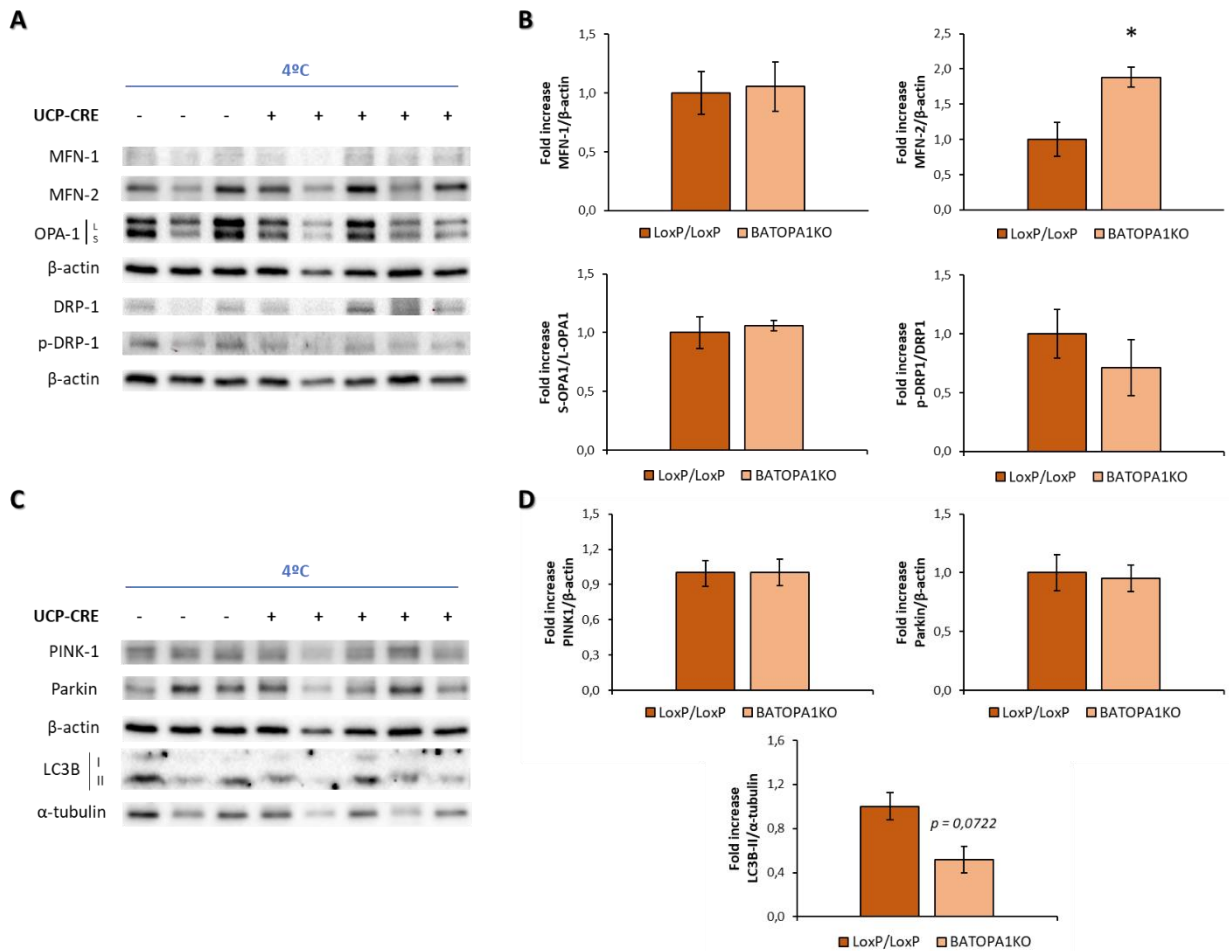 A
4ºC
UCP-CRE - - - + + + + +
MFN-1
MFN-2
OPA-1 L
S
β-actin
DRP-1
p-DRP-1
β-actin
B
Fold increase
MFN-1/β-actin
1,5
1,0
0,5
0,0
LoxP/LoxP BATOPA1KO
Fold increase
MFN-2/β-actin
2,5
2,0
1,5
1,0
0,5
0,0
*
LoxP/LoxP BATOPA1KO
Fold increase
S-OPA1/L-OPA1
1,5
1,0
0,5
0,0
LoxP/LoxP BATOPA1KO
Fold increase
p-DRP1/DRP1
1,5
1,0
0,5
0,0
LoxP/LoxP BATOPA1KO
C
4ºC
UCP-CRE - - - + + + + +
PINK-1
Parkin
β-actin
LC3B I
II
α-tubulin
D
Fold increase
PINK1/β-actin
1,5
1,2
0,9
0,6
0,3
0,0
LoxP/LoxP BATOPA1KO
Fold increase
Parkin/β-actin
1,5
1,0
0,5
0,0
LoxP/LoxP BATOPA1KO
Fold increase
LC3B-II/α-tubulin
1,6
1,2
0,8
0,4
0,0
p = 0,0722
LoxP/LoxP BATOPA1KO